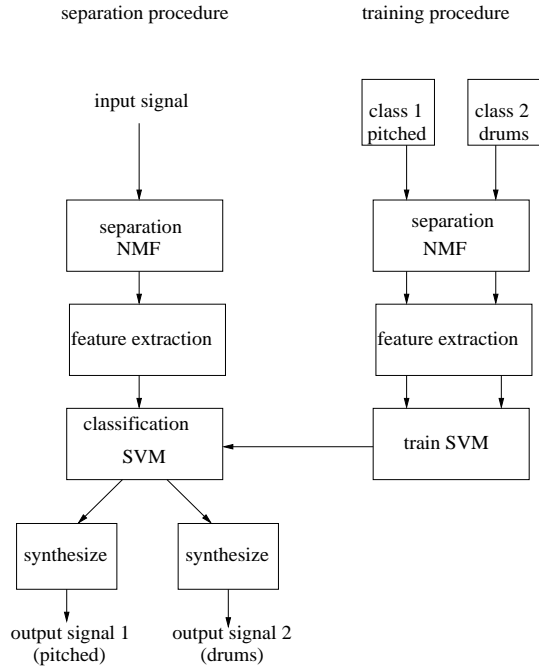 separation procedure
training procedure
input signal
class 1
pitched
class 2
drums
separation
NMF
separation
NMF
feature extraction
feature extraction
classification
SVM
train SVM
synthesize
synthesize
output signal 1
(pitched)
output signal 2
(drums)